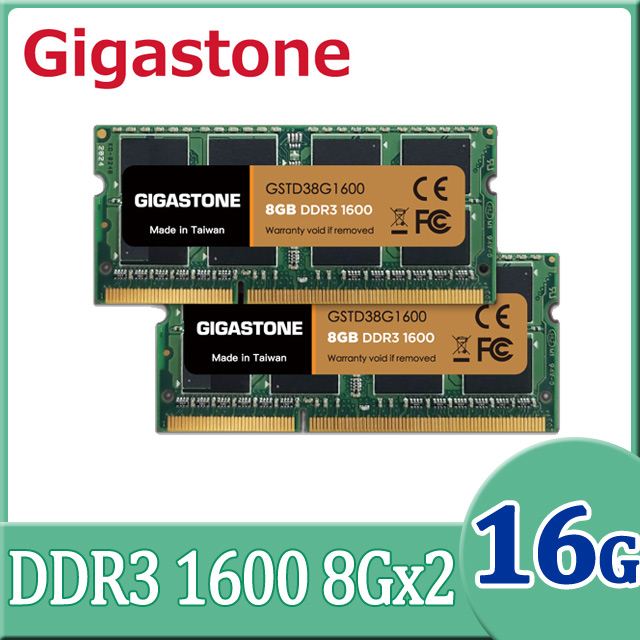 Gigastone
GIGASTONE
Made in Taiwan
GSTD38G1600
8GB DDR3 1600
Warranty void if removed
CE
FC
GIGASTONE
Made in Taiwan
GSTD38G1600
8GB DDR3 1600
Warranty void if removed
CE
FC
DDR3 1600 8Gx2
16G